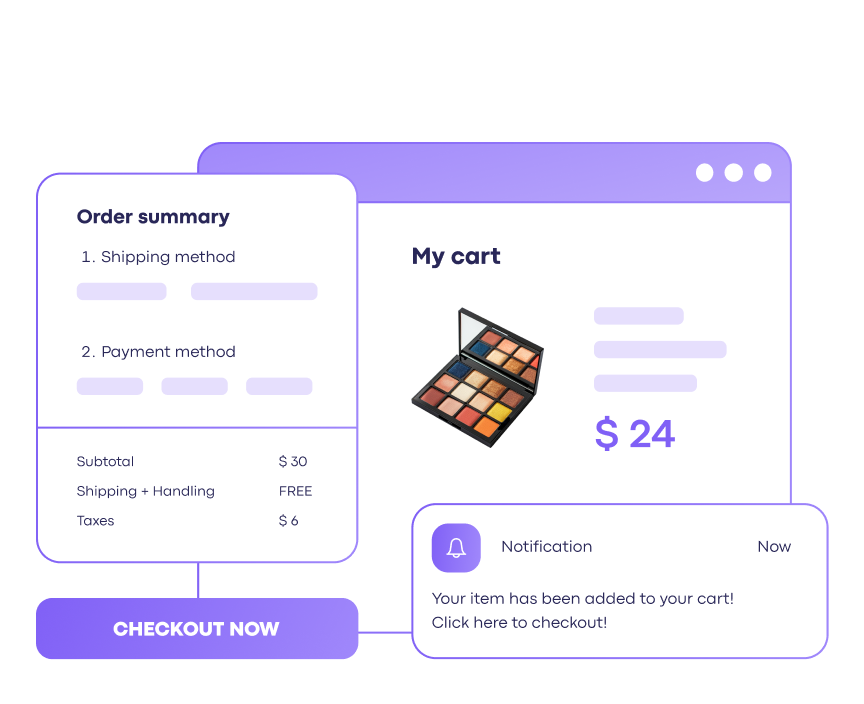 Order summary
1. Shipping method
2. Payment method
Subtotal $ 30
Shipping + Handling FREE
Taxes $ 6
CHECKOUT NOW
My cart
$ 24
Notification Now
Your item has been added to your cart!
Click here to checkout!